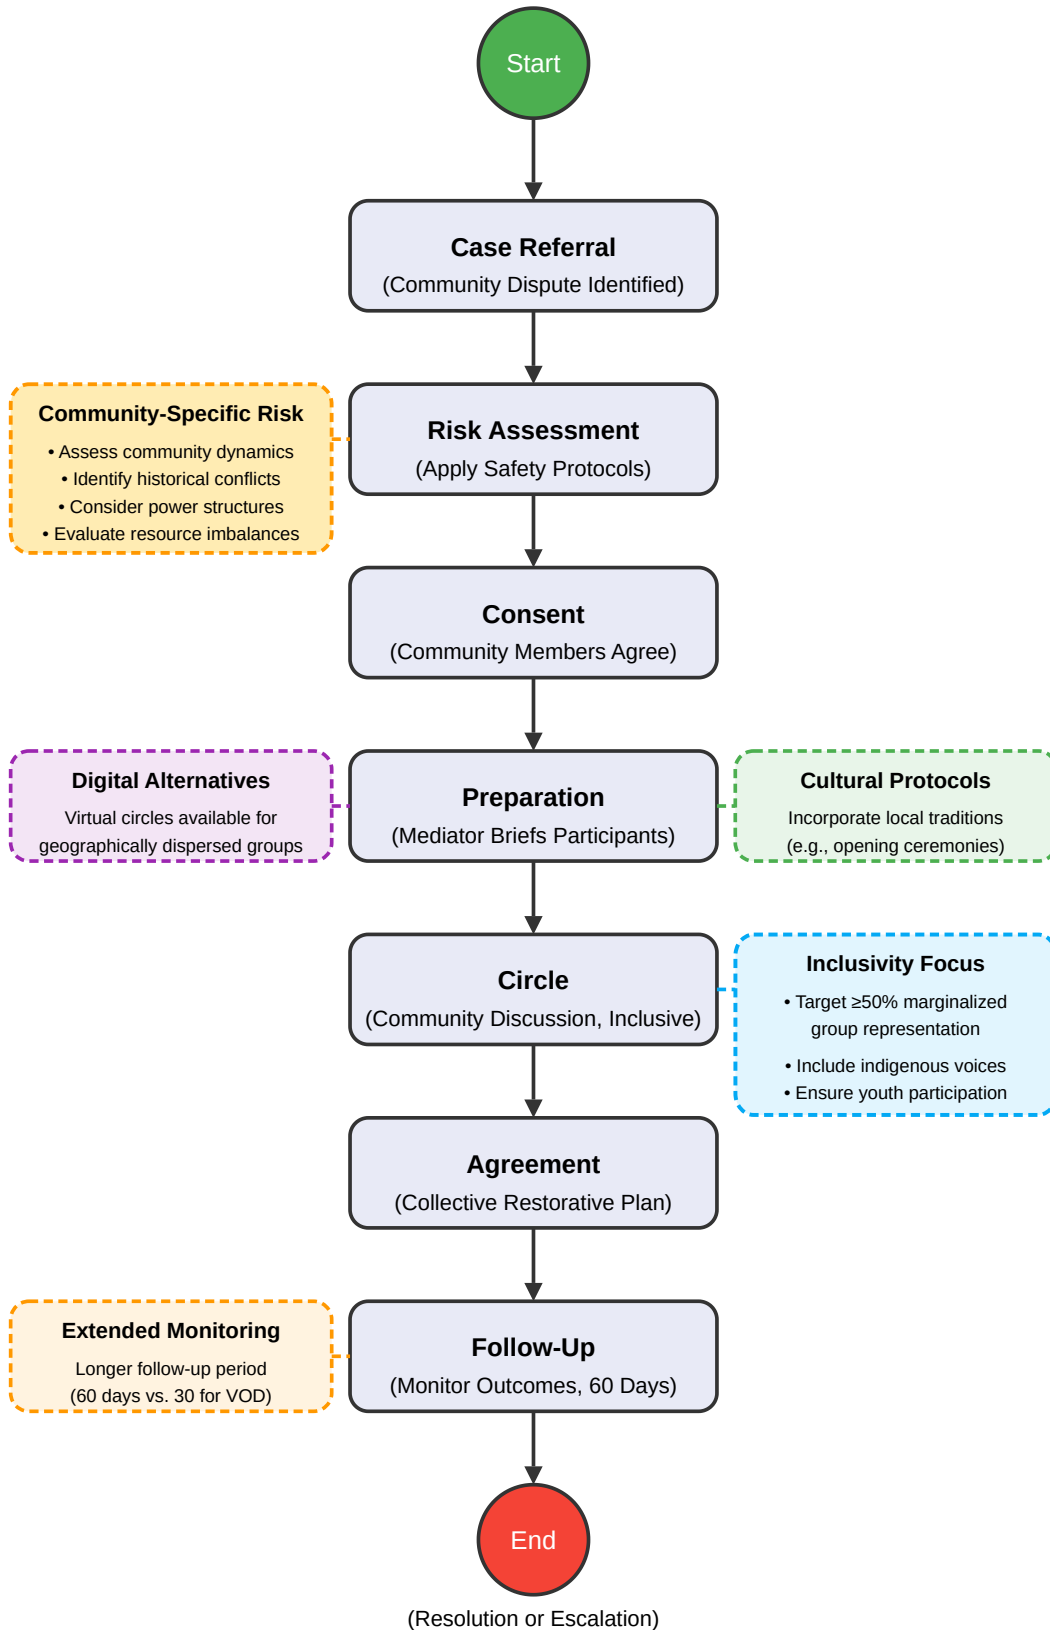 Start
Case Referral
(Community Dispute Identified)
Community-Specific Risk
• Assess community dynamics
• Identify historical conflicts
• Consider power structures
• Evaluate resource imbalances
Risk Assessment
(Apply Safety Protocols)
Consent
(Community Members Agree)
Digital Alternatives
Virtual circles available for
geographically dispersed groups
Preparation
(Mediator Briefs Participants)
Cultural Protocols
Incorporate local traditions
(e.g., opening ceremonies)
Circle
(Community Discussion, Inclusive)
Inclusivity Focus
• Target ≥50% marginalized
group representation
• Include indigenous voices
• Ensure youth participation
Agreement
(Collective Restorative Plan)
Extended Monitoring
Longer follow-up period
(60 days vs. 30 for VOD)
Follow-Up
(Monitor Outcomes, 60 Days)
End
(Resolution or Escalation)